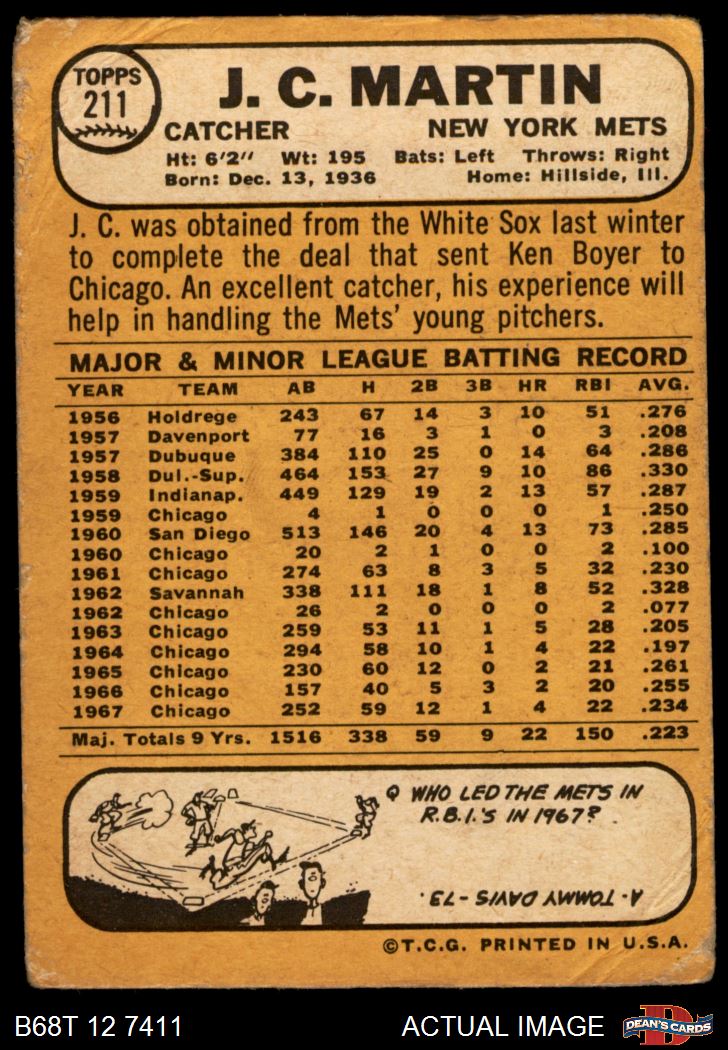 TOPPS
211
J. C. MARTIN
CATCHER NEW YORK METS
Ht: 6'2" Wt: 195 Bats: Left Throws: Right
Born: Dec. 13, 1936 Home: Hillside, Ill.
J. C. was obtained from the White Sox last winter
to complete the deal that sent Ken Boyer to
Chicago. An excellent catcher, his experience will
help in handling the Mets' young pitchers.
MAJOR & MINOR LEAGUE BATTING RECORD
YEAR TEAM AB H 2B 3B HR RBI AVG.
1956 Holdrege 243 67 14 3 10 51 .276
1957 Davenport 77 16 3 1 0 3 .208
1957 Dubuque 384 110 25 0 14 64 .286
1958 Dul.-Sup. 464 153 27 9 10 86 .330
1959 Indianap. 449 129 19 2 13 57 .287
1959 Chicago 4 1 0 0 0 1 .250
1960 San Diego 513 146 20 4 13 73 .285
1960 Chicago 20 2 1 0 0 2 .100
1961 Chicago 274 63 8 3 5 32 .230
1962 Savannah 338 111 18 1 8 52 .328
1962 Chicago 26 2 0 0 0 2 .077
1963 Chicago 259 53 11 1 5 28 .205
1964 Chicago 294 58 10 1 4 22 .197
1965 Chicago 230 60 12 0 2 21 .261
1966 Chicago 157 40 5 3 2 20 .255
1967 Chicago 252 59 12 1 4 22 .234
Maj. Totals 9 Yrs. 1516 338 59 9 22 150 .223
Q WHO LED THE METS IN
R.B.I.'S IN 1967?
A. TOMMY DAVIS - 73.
©T.C.G. PRINTED IN U.S.A.
B68T 12 7411 ACTUAL IMAGE
D
DEAN'S CARDS